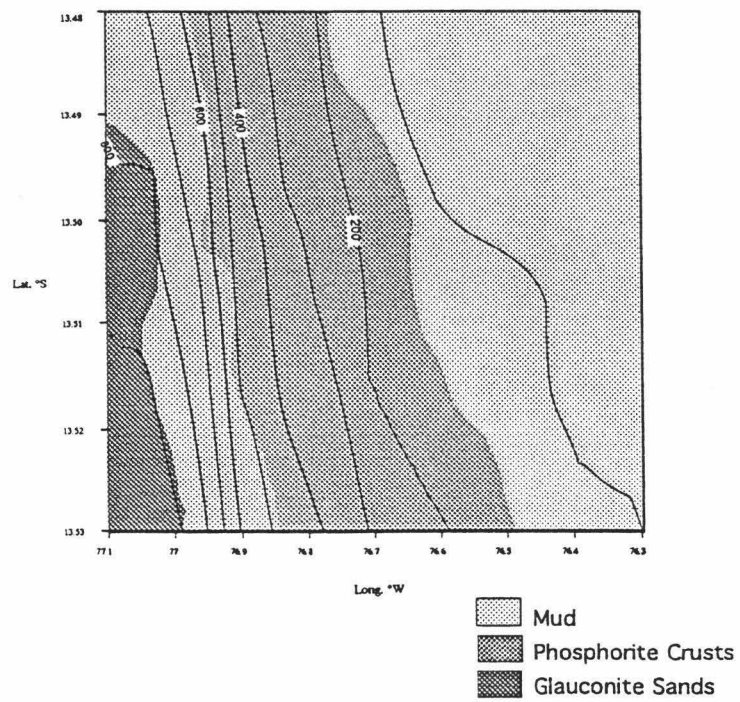 13.48
13.49
600
400
800
13.50
200
Lat. °S
13.51
13.52
13.53
77.1 77 76.9 76.8 76.7 76.6 76.5 76.4 76.3
Long. °W
Mud
Phosphorite Crusts
Glauconite Sands